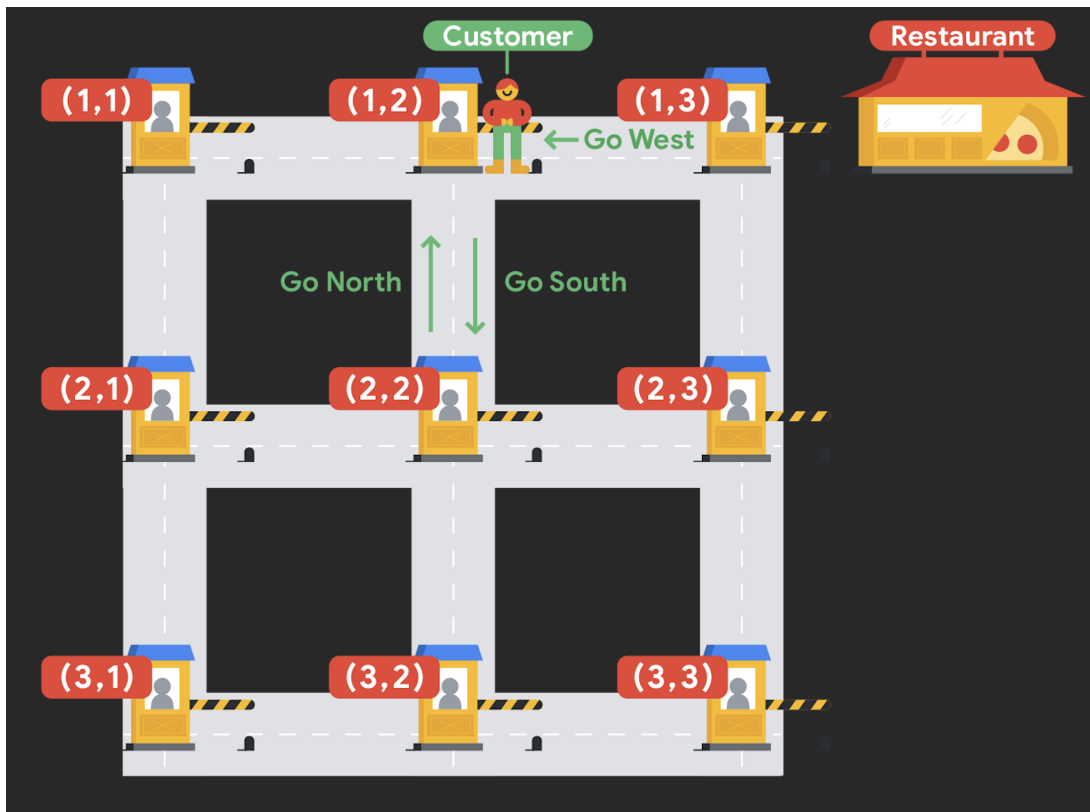 Customer
Restaurant
(1,1)
(1,2)
(1,3)
Go West
Go North
Go South
(2,1)
(2,2)
(2,3)
(3,1)
(3,2)
(3,3)